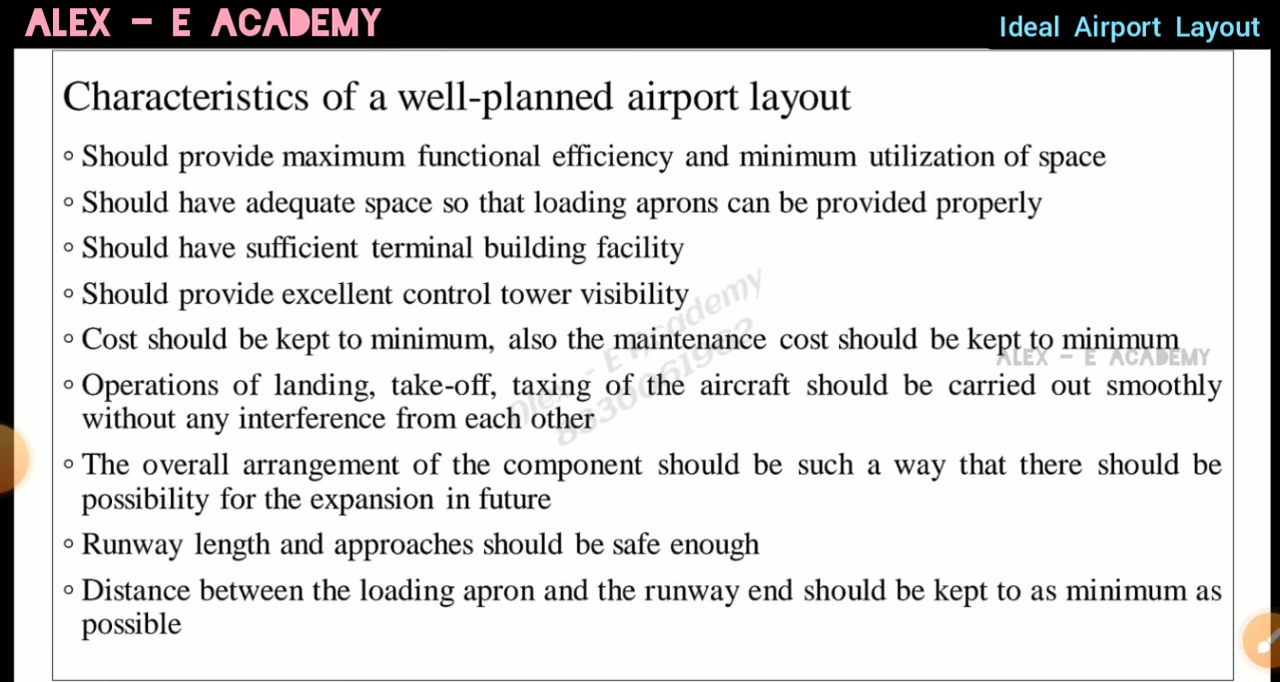 ALEX - E ACADEMY
Ideal Airport Layout
Characteristics of a well-planned airport layout
◦ Should provide maximum functional efficiency and minimum utilization of space
◦ Should have adequate space so that loading aprons can be provided properly
◦ Should have sufficient terminal building facility
◦ Should provide excellent control tower visibility
◦ Cost should be kept to minimum, also the maintenance cost should be kept to minimum
ALEX - E ACADEMY
◦ Operations of landing, take-off, taxing of the aircraft should be carried out smoothly
without any interference from each other
◦ The overall arrangement of the component should be such a way that there should be
possibility for the expansion in future
◦ Runway length and approaches should be safe enough
◦ Distance between the loading apron and the runway end should be kept to as minimum as
possible
Alex - E Academy